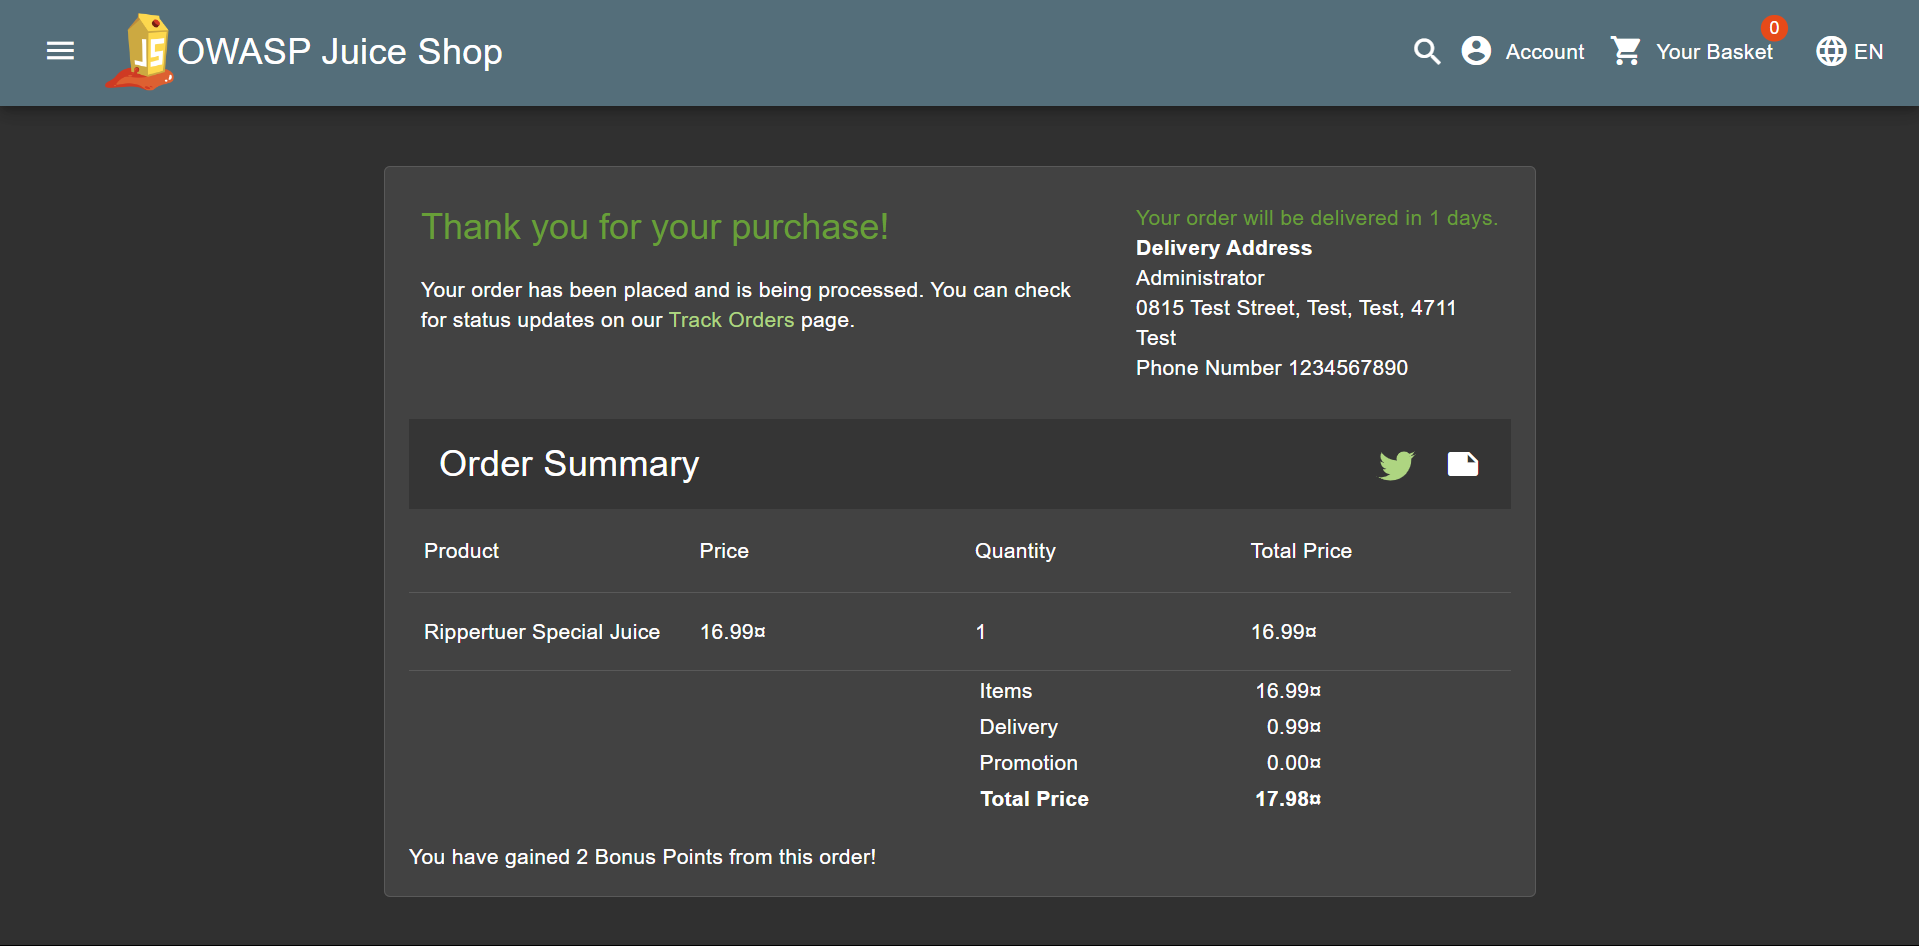 OWASP Juice Shop
Account
Your Basket
0
EN
Thank you for your purchase!
Your order has been placed and is being processed. You can check
for status updates on our Track Orders page.
Your order will be delivered in 1 days.
Delivery Address
Administrator
0815 Test Street, Test, Test, 4711
Test
Phone Number 1234567890
Order Summary
Product Price Quantity Total Price
Rippertuer Special Juice 16.99¤ 1 16.99¤
Items 16.99¤
Delivery 0.99¤
Promotion 0.00¤
Total Price 17.98¤
You have gained 2 Bonus Points from this order!